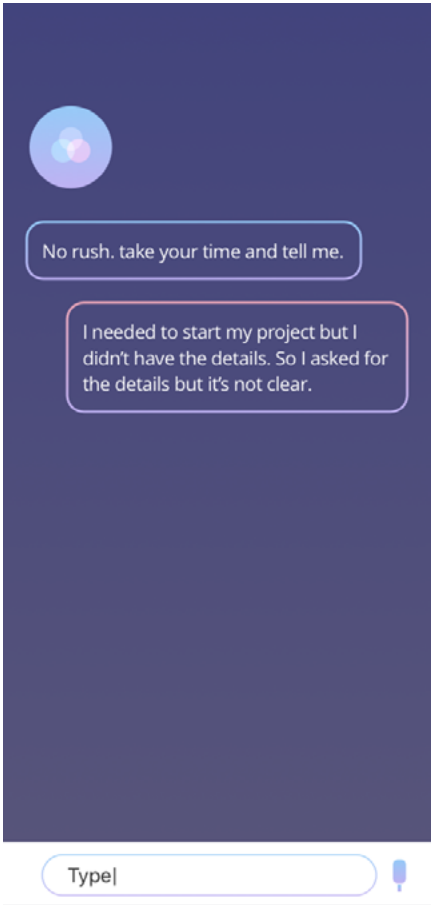 No rush. take your time and tell me.
I needed to start my project but I
didn't have the details. So I asked for
the details but it's not clear.
Type